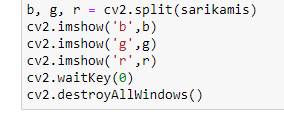 b, g, r = cv2.split(sarikamis)
cv2.imshow('b',b)
cv2.imshow('g',g)
cv2.imshow('r',r)
cv2.waitKey(0)
cv2.destroyAllWindows()